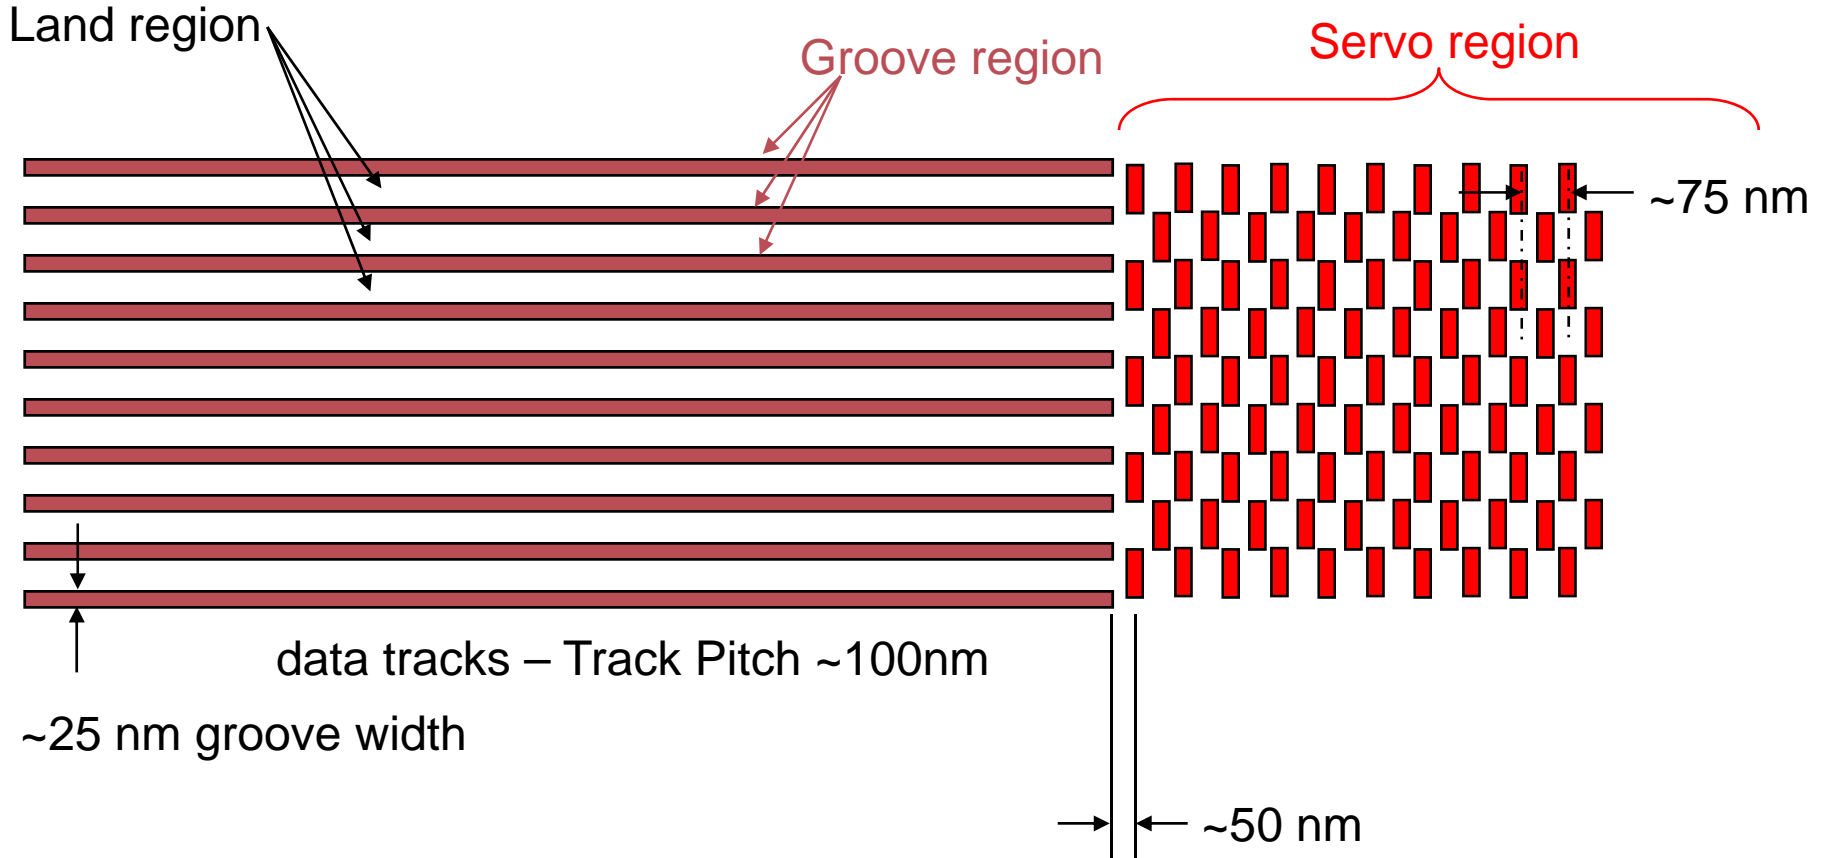 Land region
Groove region
Servo region
~75 nm
data tracks – Track Pitch ~100nm
~25 nm groove width
~50 nm